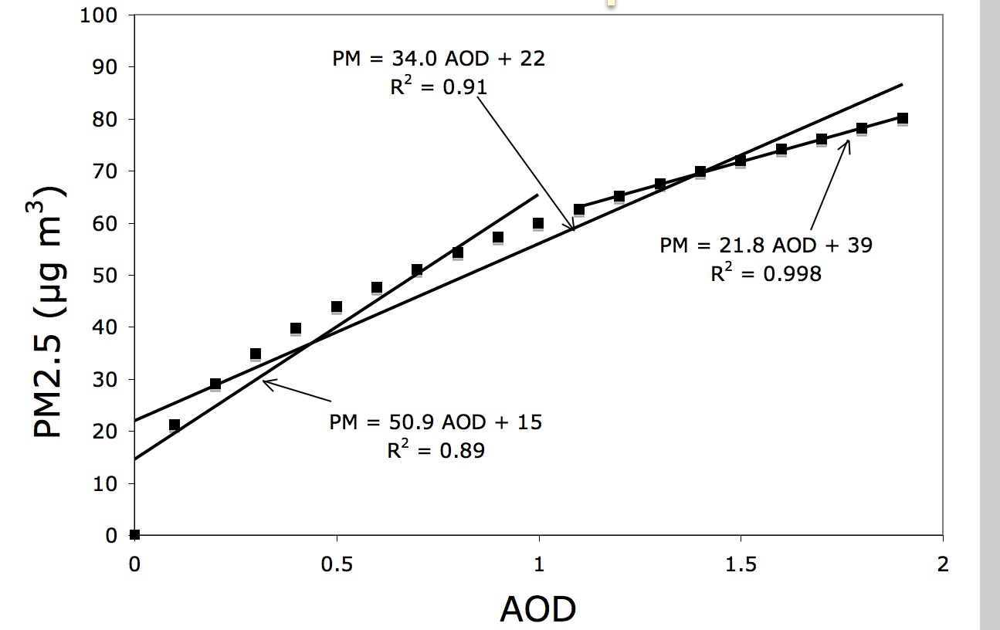 100
90
80
70
60
50
40
30
20
10
0
PM2.5 (µg m³)
PM = 34.0 AOD + 22
R² = 0.91
PM = 21.8 AOD + 39
R² = 0.998
PM = 50.9 AOD + 15
R² = 0.89
0 0.5 1 1.5 2
AOD